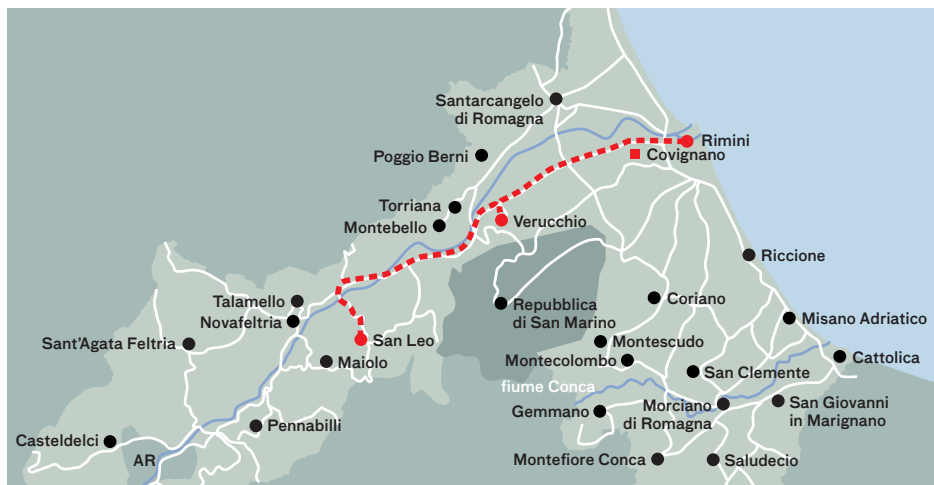 Santarcangelo
di Romagna
Rimini
Covignano
Poggio Berni
Torriana
Montebello
Verucchio
Riccione
Talamello
Novafeltria
Repubblica
di San Marino
Coriano
Misano Adriatico
Sant'Agata Feltria
San Leo
Maiolo
Montescudo
Montecolombo
San Clemente
Cattolica
fiume Conca
Gemmano
Morciano
di Romagna
San Giovanni
in Marignano
Pennabilli
Casteldelci
AR
Montefiore Conca
Saludecio